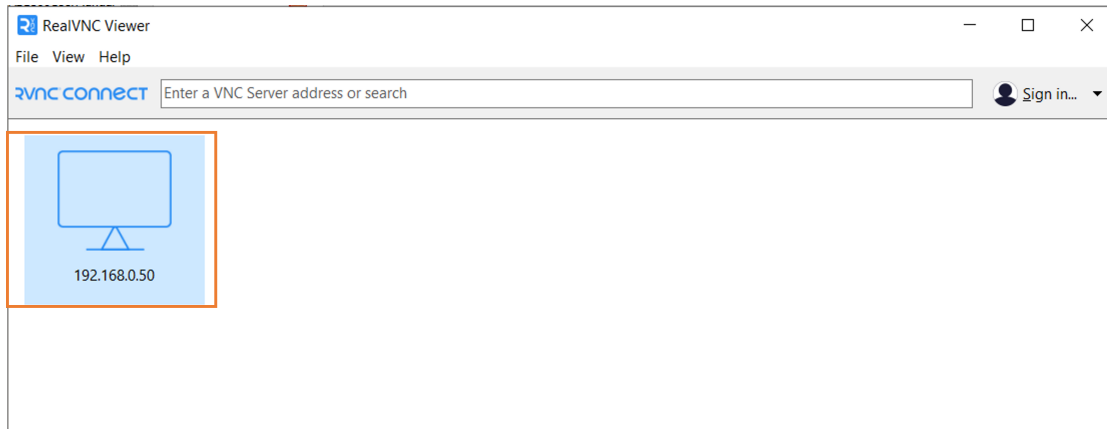 RealVNC Viewer
File View Help
RVNC CONNECT Enter a VNC Server address or search Sign in...
192.168.0.50